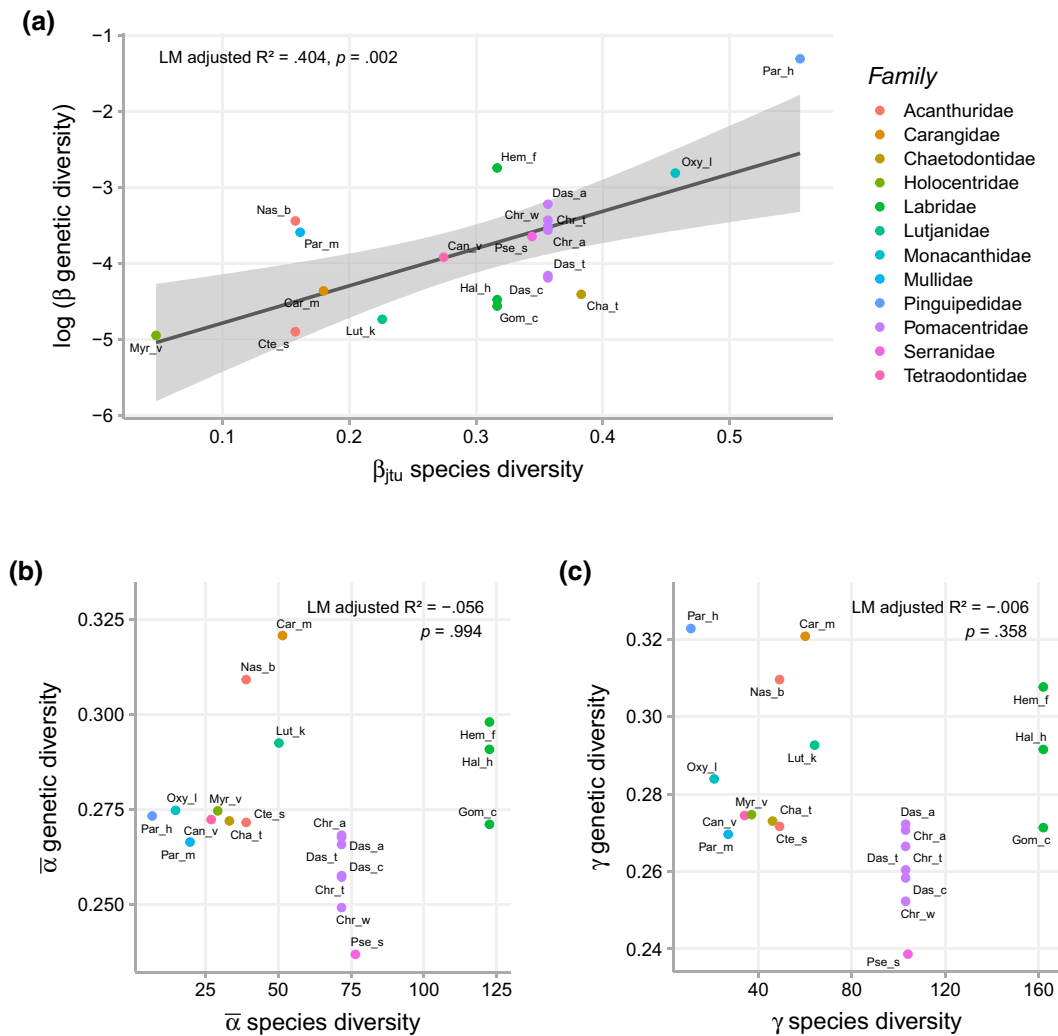 (a)
LM adjusted R² = .404, p = .002
log (β genetic diversity)
−1
−2
−3
−4
−5
−6
Par_h
Hem_f
Oxy_l
Das_a
Nas_b
Chr_w
Chr_t
Par_m
Can_v
Pse_s
Chr_a
Das_t
Hal_h
Das_c
Car_m
Cha_t
Gom_c
Myr_v
Cte_s
Lut_k
0.1
0.2
0.3
0.4
0.5
βjtu species diversity
Family
Acanthuridae
Carangidae
Chaetodontidae
Holocentridae
Labridae
Lutjanidae
Monacanthidae
Mullidae
Pinguipedidae
Pomacentridae
Serranidae
Tetraodontidae
(b)
LM adjusted R² = −.056
p = .994
α̅ genetic diversity
0.325
0.300
0.275
0.250
Car_m
Nas_b
Lut_k
Hem_f
Hal_h
Oxy_l
Myr_v
Cte_s
Gom_c
Par_h
Can_v
Cha_t
Par_m
Chr_a
Das_a
Das_t
Das_c
Chr_t
Chr_w
Pse_s
25
50
75
100
125
α̅ species diversity
(c)
LM adjusted R² = −.006
p = .358
γ genetic diversity
0.32
0.30
0.28
0.26
0.24
Par_h
Car_m
Nas_b
Hem_f
Lut_k
Hal_h
Oxy_l
Myr_v
Cha_t
Can_v
Cte_s
Par_m
Gom_c
Das_a
Chr_a
Das_t
Chr_t
Das_c
Chr_w
Pse_s
40
80
120
160
γ species diversity